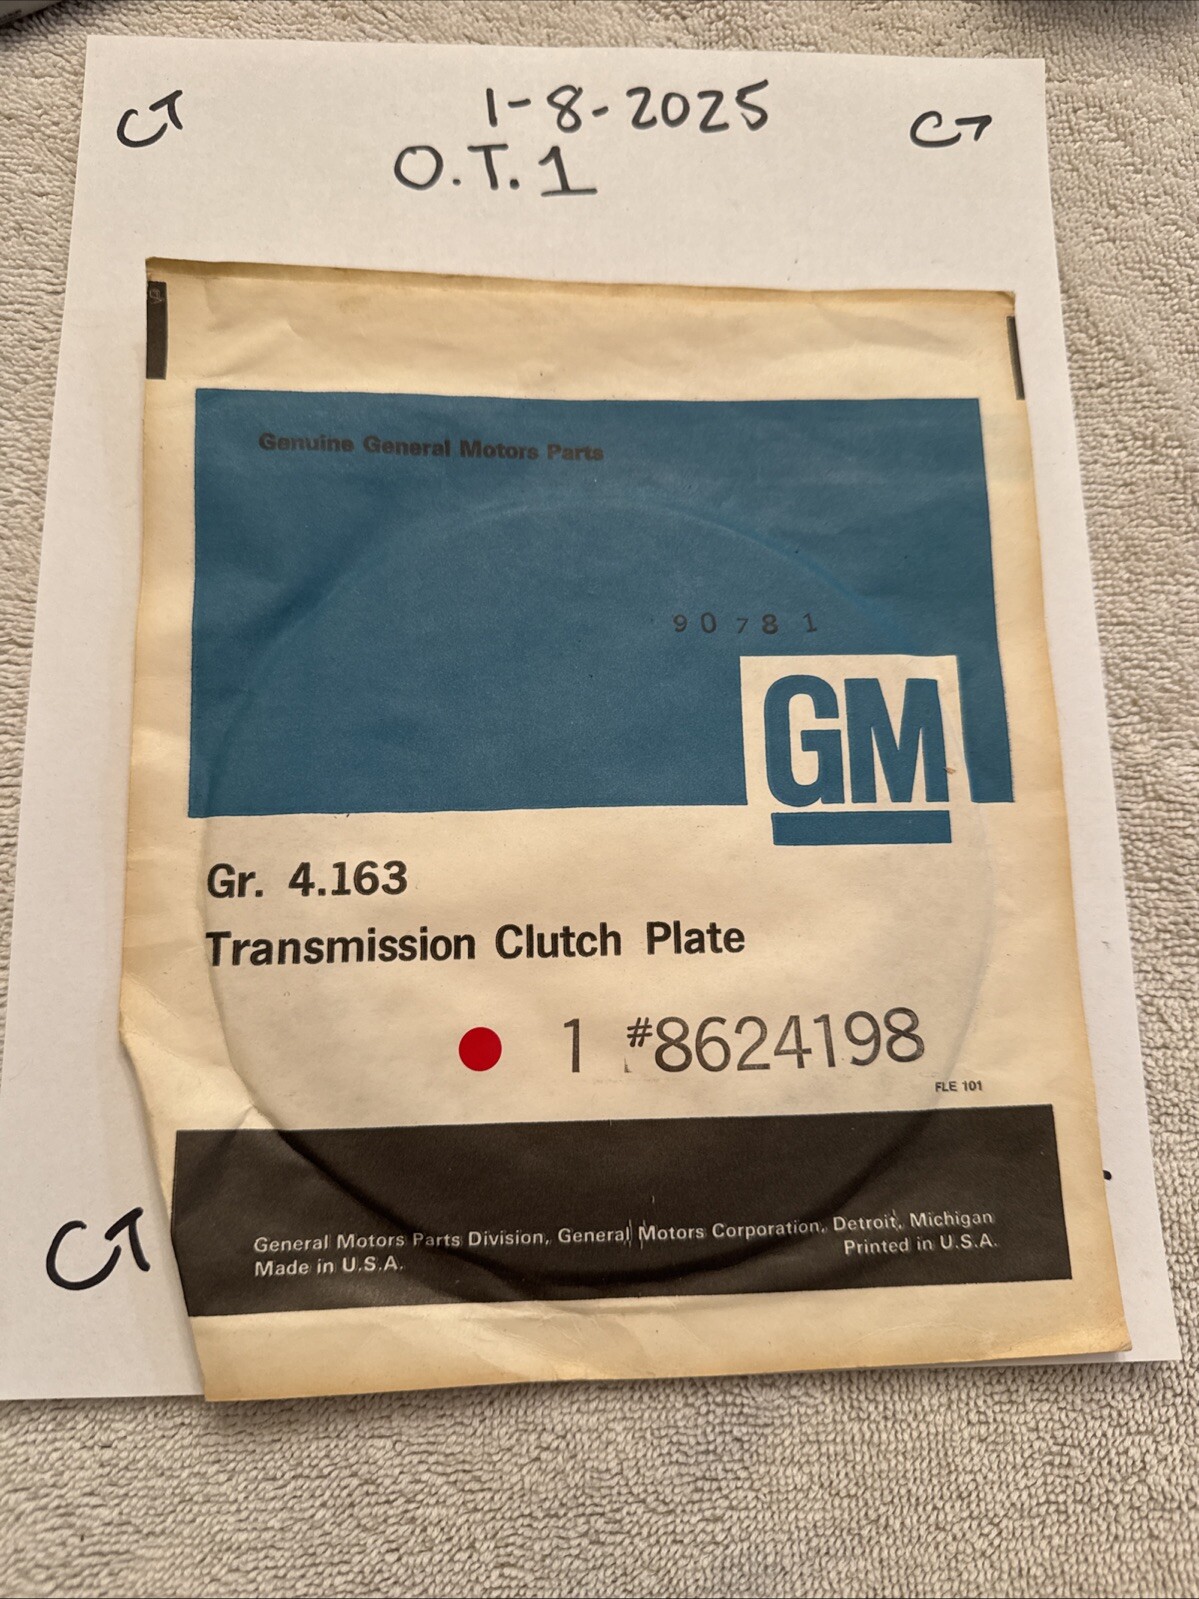 CT 1-8-2025 CT
O.T.1
Genuine General Motors Parts
90781
GM
Gr. 4.163
Transmission Clutch Plate
1 #8624198
FLE 101
CT
General Motors Parts Division, General Motors Corporation, Detroit, Michigan
Made in U.S.A. Printed in U.S.A.